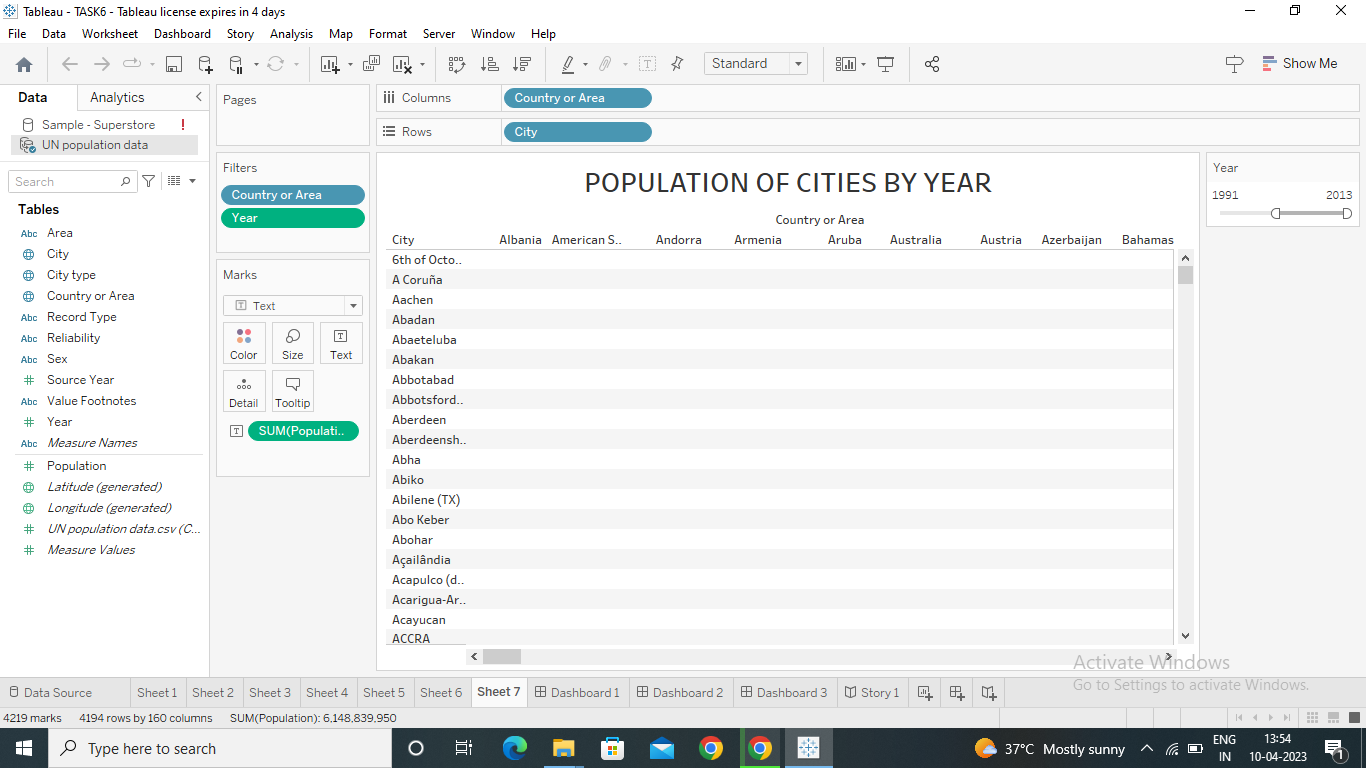 Tableau - TASK6 - Tableau license expires in 4 days
File Data Worksheet Dashboard Story Analysis Map Format Server Window Help
Standard
Show Me
Data Analytics
Sample - Superstore !
UN population data
Search
Tables
Abc Area
City
City type
Country or Area
Abc Record Type
Abc Reliability
Abc Sex
# Source Year
Abc Value Footnotes
# Year
Abc Measure Names
# Population
Latitude (generated)
Longitude (generated)
# UN population data.csv (C...
# Measure Values
Pages
Filters
Country or Area
Year
Marks
T Text
Color Size Text
Detail Tooltip
T SUM(Populati..
Columns Country or Area
Rows City
POPULATION OF CITIES BY YEAR
Country or Area
City Albania American S.. Andorra Armenia Aruba Australia Austria Azerbaijan Bahamas
6th of Octo..
A Coruña
Aachen
Abadan
Abaeteluba
Abakan
Abbotabad
Abbotsford..
Aberdeen
Aberdeensh..
Abha
Abiko
Abilene (TX)
Abo Keber
Abohar
Açailândia
Acapulco (d..
Acarigua-Ar..
Acayucan
ACCRA
Year
1991 2013
Activate Windows
Go to Settings to activate Windows.
Data Source Sheet 1 Sheet 2 Sheet 3 Sheet 4 Sheet 5 Sheet 6 Sheet 7 Dashboard 1 Dashboard 2 Dashboard 3 Story 1
4219 marks 4194 rows by 160 columns SUM(Population): 6,148,839,950
Type here to search
37°C Mostly sunny
ENG
IN
13:54
10-04-2023
1